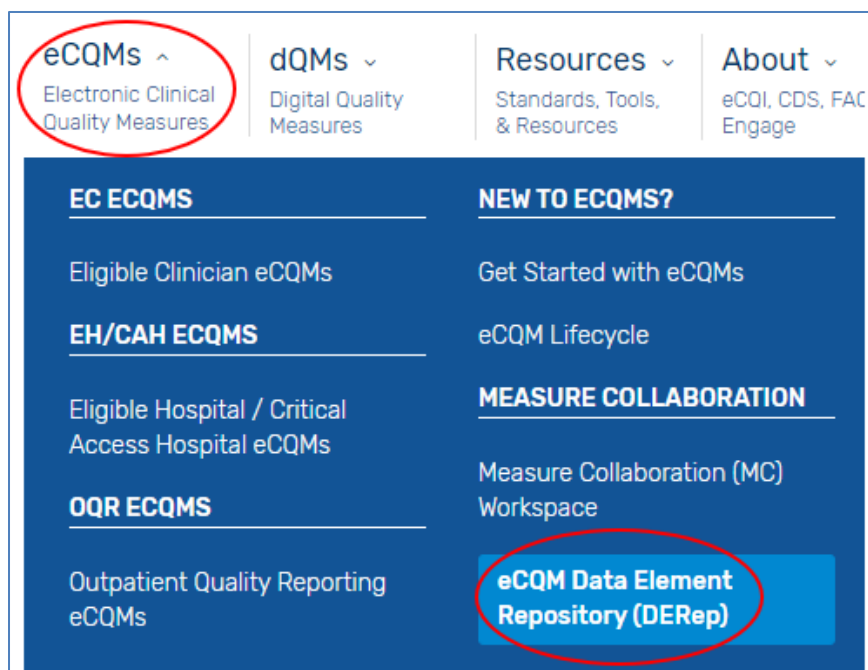 eCQMs
Electronic Clinical
Quality Measures
dQMs
Digital Quality
Measures
Resources
Standards, Tools,
& Resources
About
eCQI, CDS, FAC
Engage
EC ECQMS
Eligible Clinician eCQMs
EH/CAH ECQMS
Eligible Hospital / Critical
Access Hospital eCQMs
OQR ECQMS
Outpatient Quality Reporting
eCQMs
NEW TO ECQMS?
Get Started with eCQMs
eCQM Lifecycle
MEASURE COLLABORATION
Measure Collaboration (MC)
Workspace
eCQM Data Element
Repository (DERep)